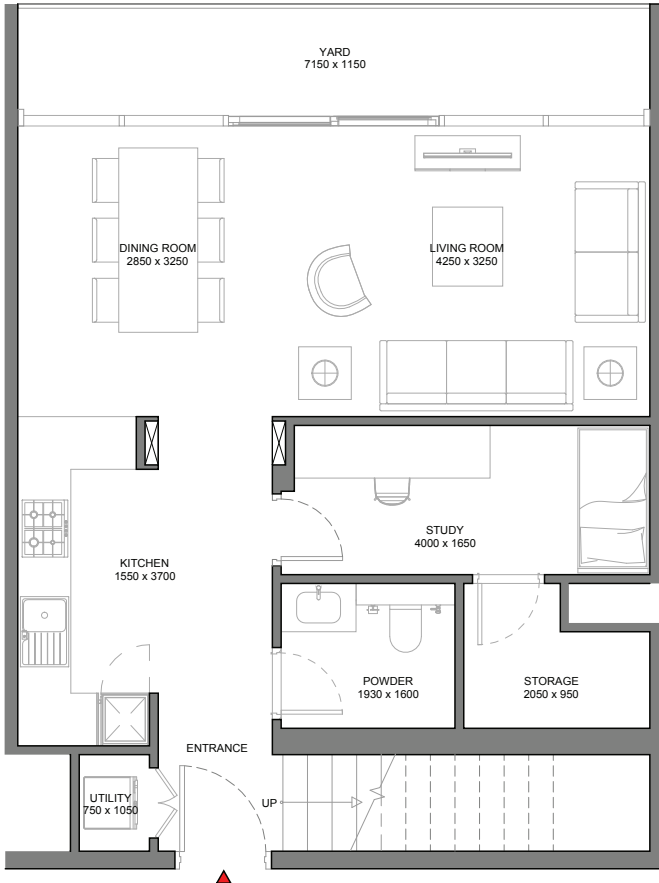 YARD
7150 x 1150
DINING ROOM
2850 x 3250
LIVING ROOM
4250 x 3250
STUDY
4000 x 1650
KITCHEN
1550 x 3700
POWDER
1930 x 1600
STORAGE
2050 x 950
ENTRANCE
UTILITY
750 x 1050
UP